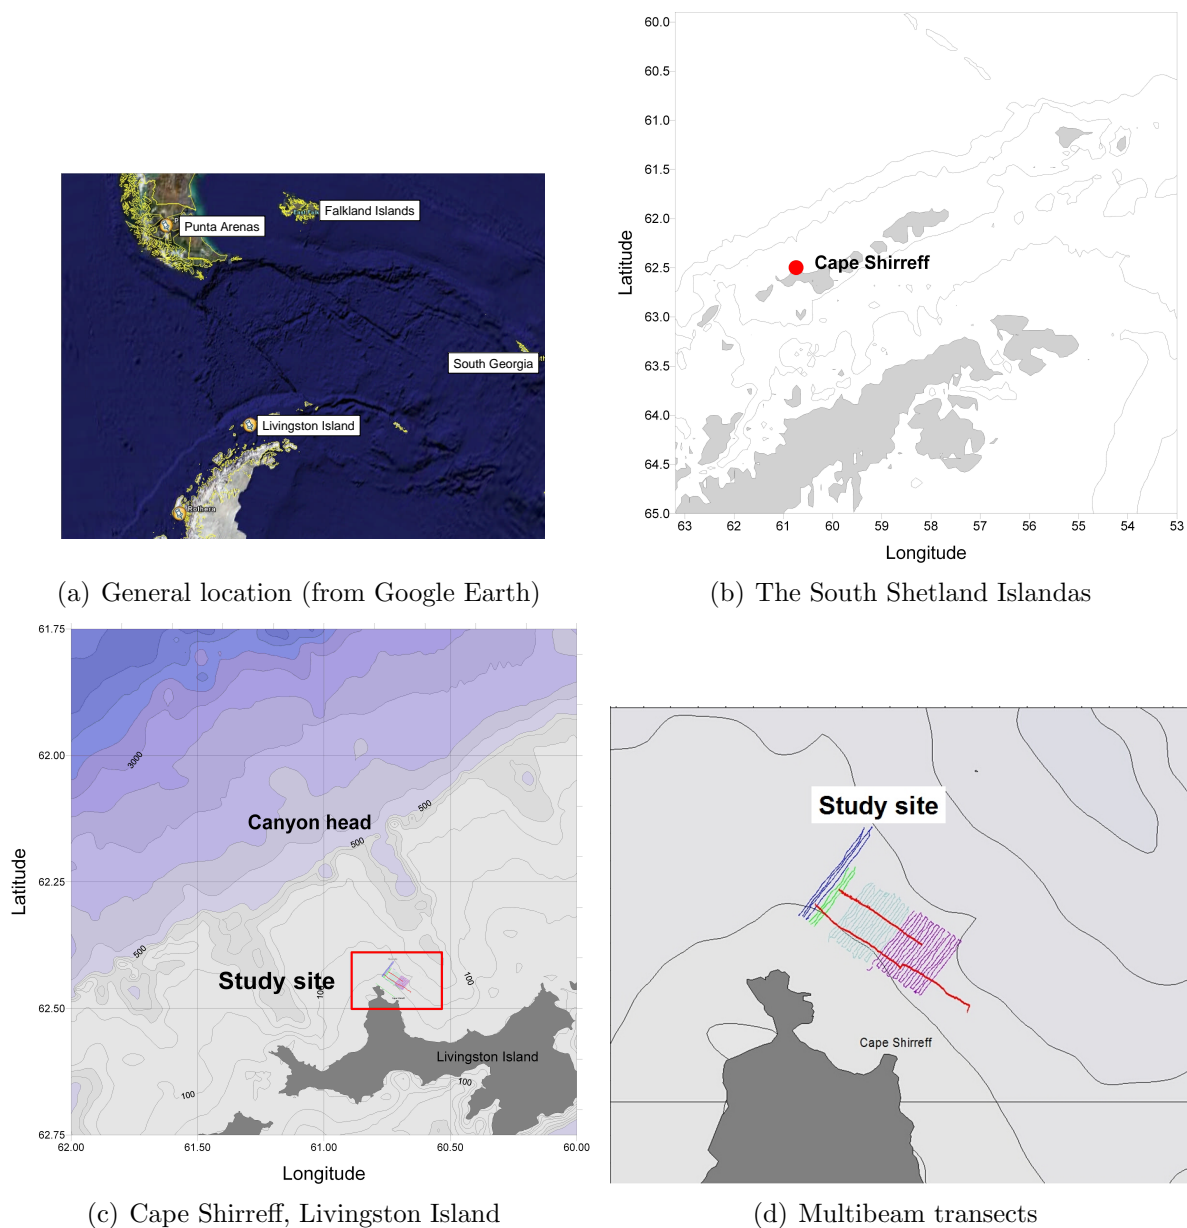 Punta Arenas
Falkland Islands
South Georgia
Livingston Island
Rothera
60.0
60.5
61.0
61.5
62.0
62.5
63.0
63.5
64.0
64.5
65.0
Latitude
Cape Shirreff
63 62 61 60 59 58 57 56 55 54 53
Longitude
(a) General location (from Google Earth)
(b) The South Shetland Islandas
61.75
62.00
62.25
62.50
62.75
Latitude
3000
Canyon head
500
500
500
Study site
100
100
Livingston Island
100
100
62.00 61.50 61.00 60.50 60.00
Longitude
Study site
Cape Shirreff
(c) Cape Shirreff, Livingston Island
(d) Multibeam transects